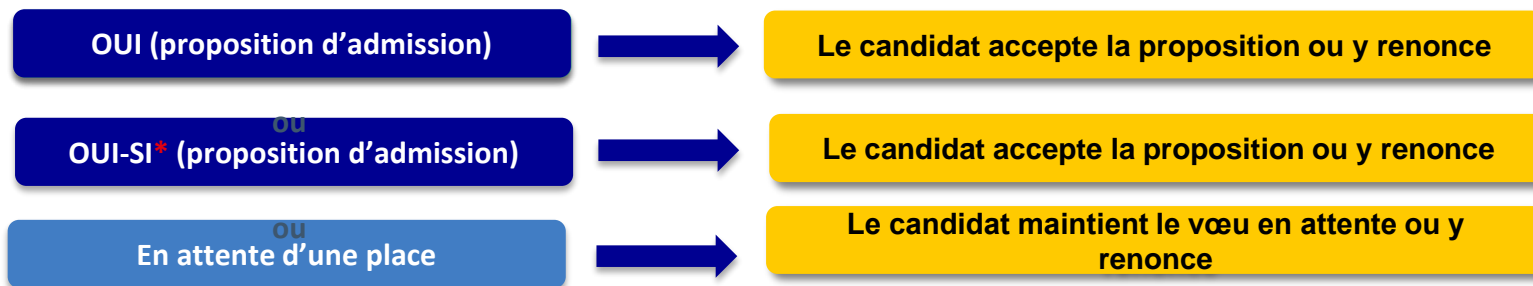 OUI (proposition d’admission)
Le candidat accepte la proposition ou y renonce
ou
OUI-SI* (proposition d’admission)
Le candidat accepte la proposition ou y renonce
ou
En attente d’une place
Le candidat maintient le vœu en attente ou y
renonce